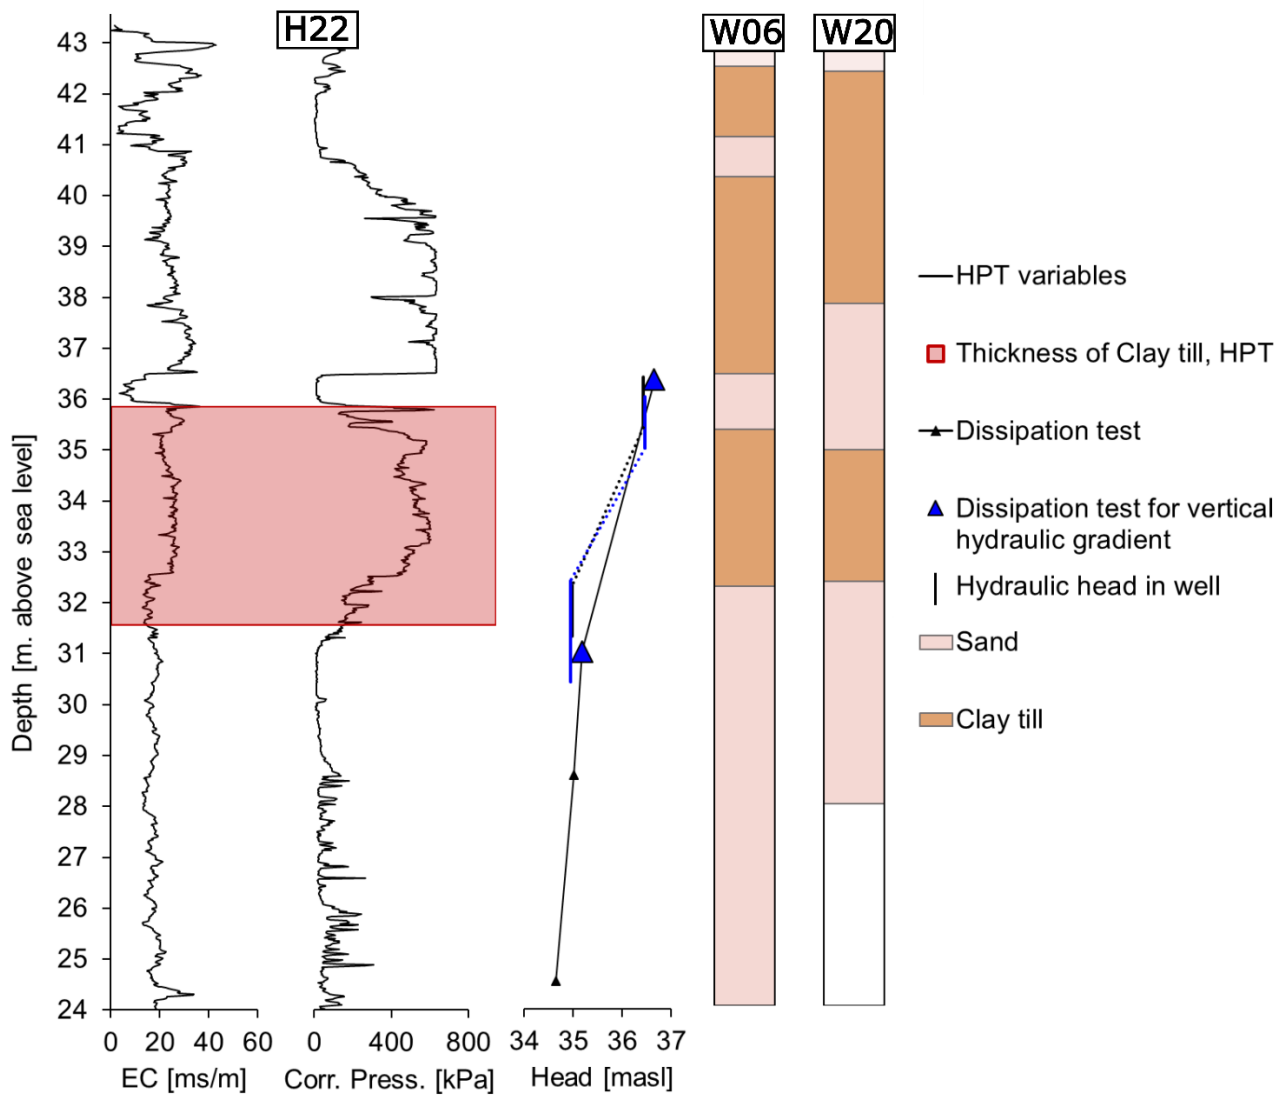 H22
W06
W20
43
42
41
40
39
38
37
36
35
34
33
32
31
30
29
28
27
26
25
24
Depth [m. above sea level]
0 20 40 60
EC [ms/m]
0 400 800
Corr. Press. [kPa]
34 35 36 37
Head [masl]
HPT variables
Thickness of Clay till, HPT
Dissipation test
Dissipation test for vertical
hydraulic gradient
Hydraulic head in well
Sand
Clay till